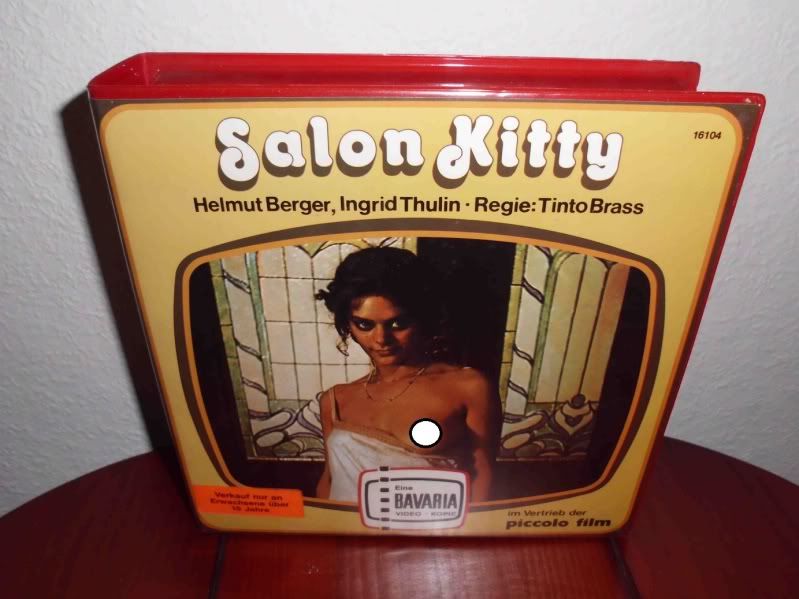 Salon Kitty
16104
Helmut Berger, Ingrid Thulin · Regie: Tinto Brass
Verkauf nur an
Erwachsene über
18 Jahre
Eine
BAVARIA
VIDEO - KOPIE
im Vertrieb der
piccolo film